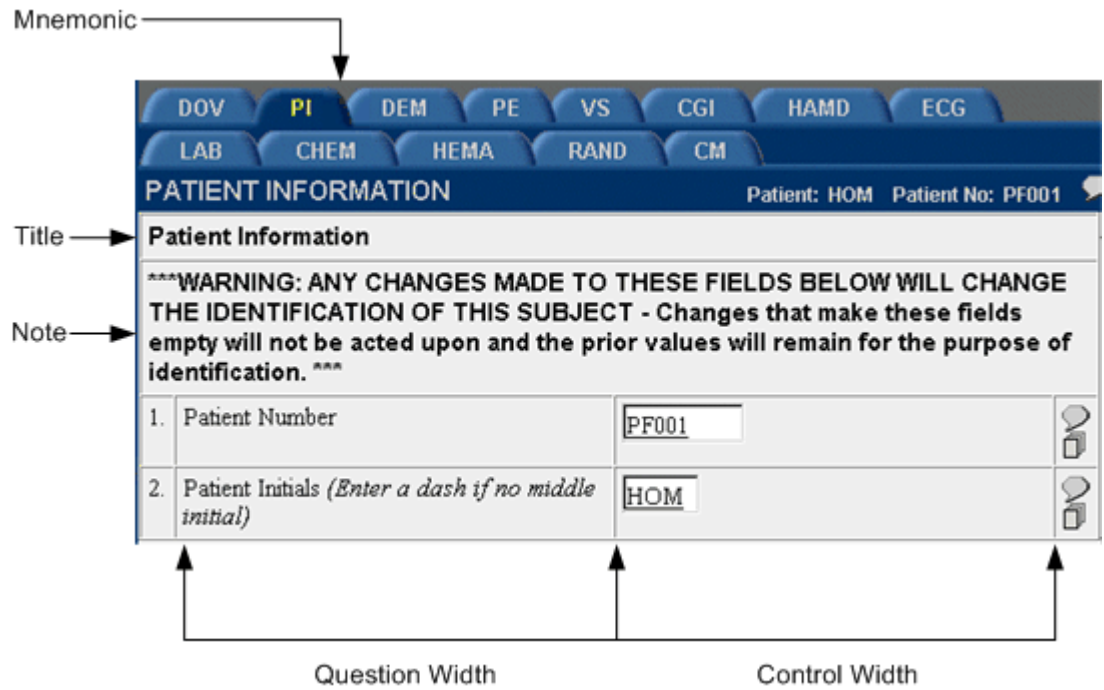 Mnemonic
DOV PI DEM PE VS CGI HAMD ECG
LAB CHEM HEMA RAND CM
PATIENT INFORMATION Patient: HOM Patient No: PF001
Title Patient Information
***WARNING: ANY CHANGES MADE TO THESE FIELDS BELOW WILL CHANGE
THE IDENTIFICATION OF THIS SUBJECT - Changes that make these fields
Note empty will not be acted upon and the prior values will remain for the purpose of
identification. ***
1. Patient Number PF001
2. Patient Initials (Enter a dash if no middle HOM
initial)
Question Width Control Width